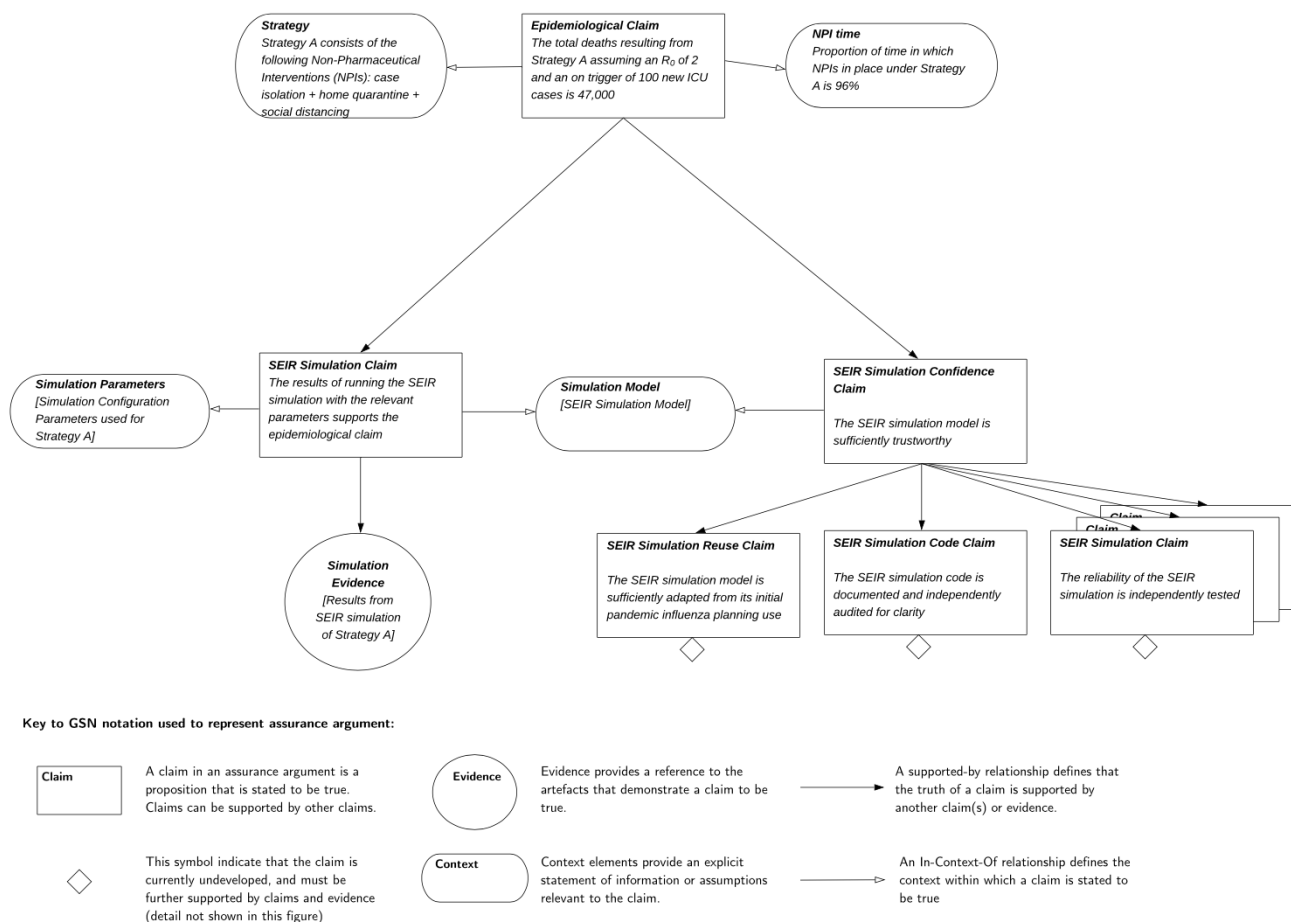 Strategy
Strategy A consists of the
following Non-Pharmaceutical
Interventions (NPIs): case
isolation + home quarantine +
social distancing
Epidemiological Claim
The total deaths resulting from
Strategy A assuming an R0 of 2
and an on trigger of 100 new ICU
cases is 47,000
NPI time
Proportion of time in which
NPIs in place under Strategy
A is 96%
Simulation Parameters
[Simulation Configuration
Parameters used for
Strategy A]
SEIR Simulation Claim
The results of running the SEIR
simulation with the relevant
parameters supports the
epidemiological claim
Simulation Model
[SEIR Simulation Model]
SEIR Simulation Confidence
Claim
The SEIR simulation model is
sufficiently trustworthy
Simulation
Evidence
[Results from
SEIR simulation
of Strategy A]
SEIR Simulation Reuse Claim
The SEIR simulation model is
sufficiently adapted from its initial
pandemic influenza planning use
SEIR Simulation Code Claim
The SEIR simulation code is
documented and independently
audited for clarity
Claim
Claim
SEIR Simulation Claim
The reliability of the SEIR
simulation is independently tested
Key to GSN notation used to represent assurance argument:
Claim
A claim in an assurance argument is a
proposition that is stated to be true.
Claims can be supported by other claims.
Evidence
Evidence provides a reference to the
artefacts that demonstrate a claim to be
true.
A supported-by relationship defines that
the truth of a claim is supported by
another claim(s) or evidence.
This symbol indicate that the claim is
currently undeveloped, and must be
further supported by claims and evidence
(detail not shown in this figure)
Context
Context elements provide an explicit
statement of information or assumptions
relevant to the claim.
An In-Context-Of relationship defines the
context within which a claim is stated to
be true